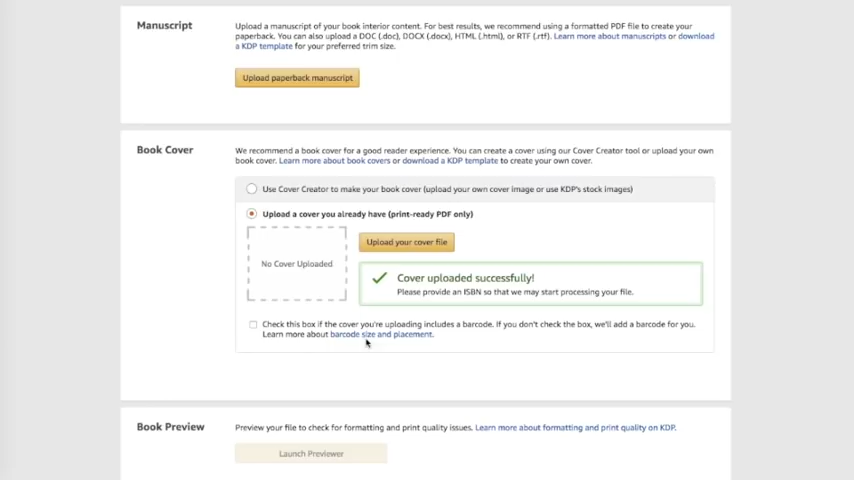 Manuscript
Upload a manuscript of your book interior content. For best results, we recommend using a formatted PDF file to create your
paperback. You can also upload a DOC (.doc), DOCX (.docx), HTML (.html), or RTF (.rtf). Learn more about manuscripts or download
a KDP template for your preferred trim size.
Upload paperback manuscript
Book Cover
We recommend a book cover for a good reader experience. You can create a cover using our Cover Creator tool or upload your own
book cover. Learn more about book covers or download a KDP template to create your own cover.
Use Cover Creator to make your book cover (upload your own cover image or use KDP's stock images)
Upload a cover you already have (print-ready PDF only)
No Cover Uploaded
Upload your cover file
Cover uploaded successfully!
Please provide an ISBN so that we may start processing your file.
Check this box if the cover you're uploading includes a barcode. If you don't check the box, we'll add a barcode for you.
Learn more about barcode size and placement.
Book Preview
Preview your file to check for formatting and print quality issues. Learn more about formatting and print quality on KDP.
Launch Previewer